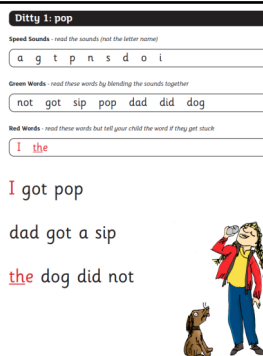 Ditty 1: pop
Speed Sounds - read the sounds (not the letter name)
a g t p n s d o i
Green Words - read these words by blending the sounds together
not got sip pop dad did dog
Red Words - read these words but tell your child the word if they get stuck
I the
I got pop
dad got a sip
the dog did not